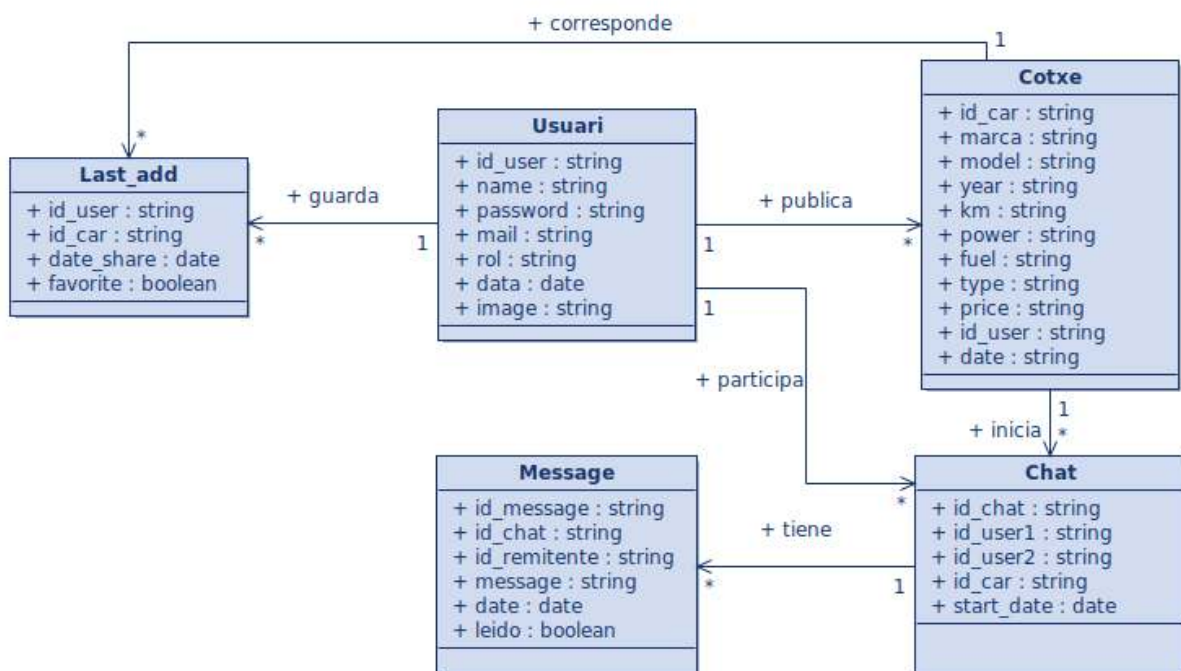 + corresponde
1
*
Cotxe
+ id_car : string
+ marca : string
+ model : string
+ year : string
+ km : string
+ power : string
+ fuel : string
+ type : string
+ price : string
+ id_user : string
+ date : string
Usuari
+ id_user : string
+ name : string
+ password : string
+ mail : string
+ rol : string
+ data : date
+ image : string
Last_add
+ id_user : string
+ id_car : string
+ date_share : date
+ favorite : boolean
+ guarda
*
1
+ publica
1
*
1
+ participa
*
1
+ inicia
*
Message
+ id_message : string
+ id_chat : string
+ id_remitente : string
+ message : string
+ date : date
+ leido : boolean
+ tiene
*
1
Chat
+ id_chat : string
+ id_user1 : string
+ id_user2 : string
+ id_car : string
+ start_date : date